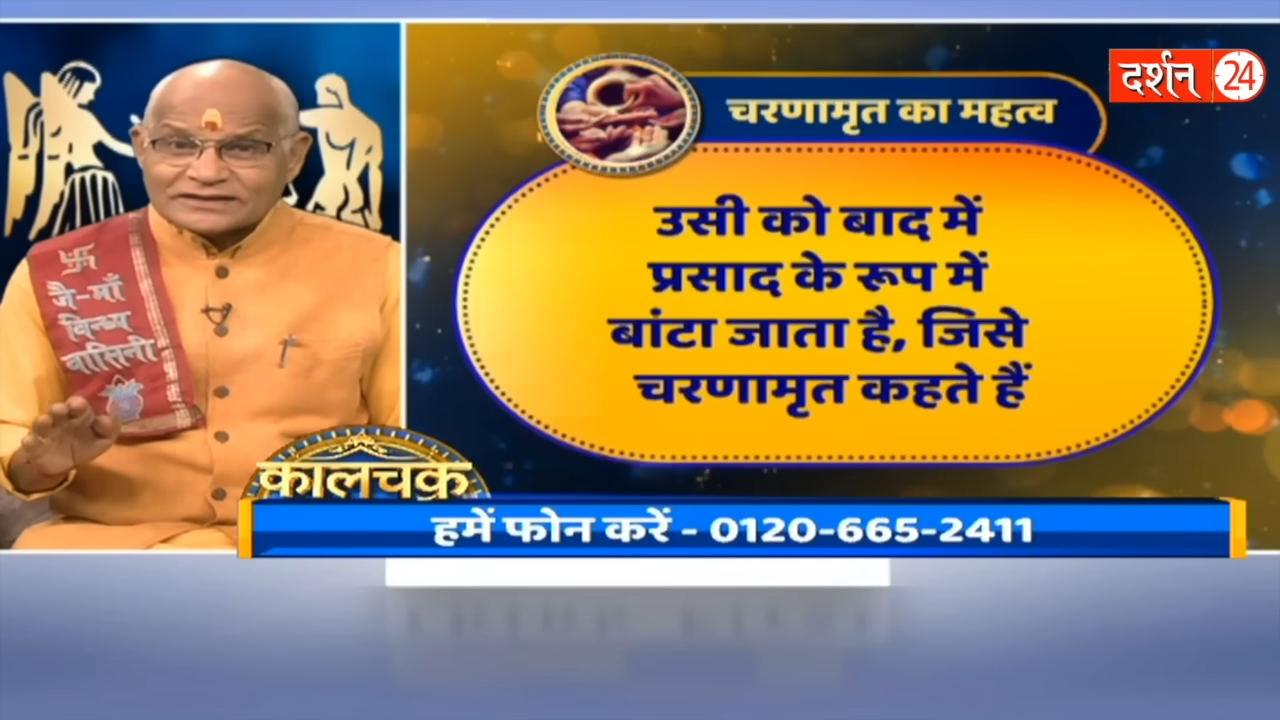 दर्शन 24
चरणामृत का महत्व
उसी को बाद में
प्रसाद के रूप में
बांटा जाता है, जिसे
चरणामृत कहते हैं
जै-माँ
विन्ध्य
वासिनी
कालचक्र
हमें फोन करें - 0120-665-2411